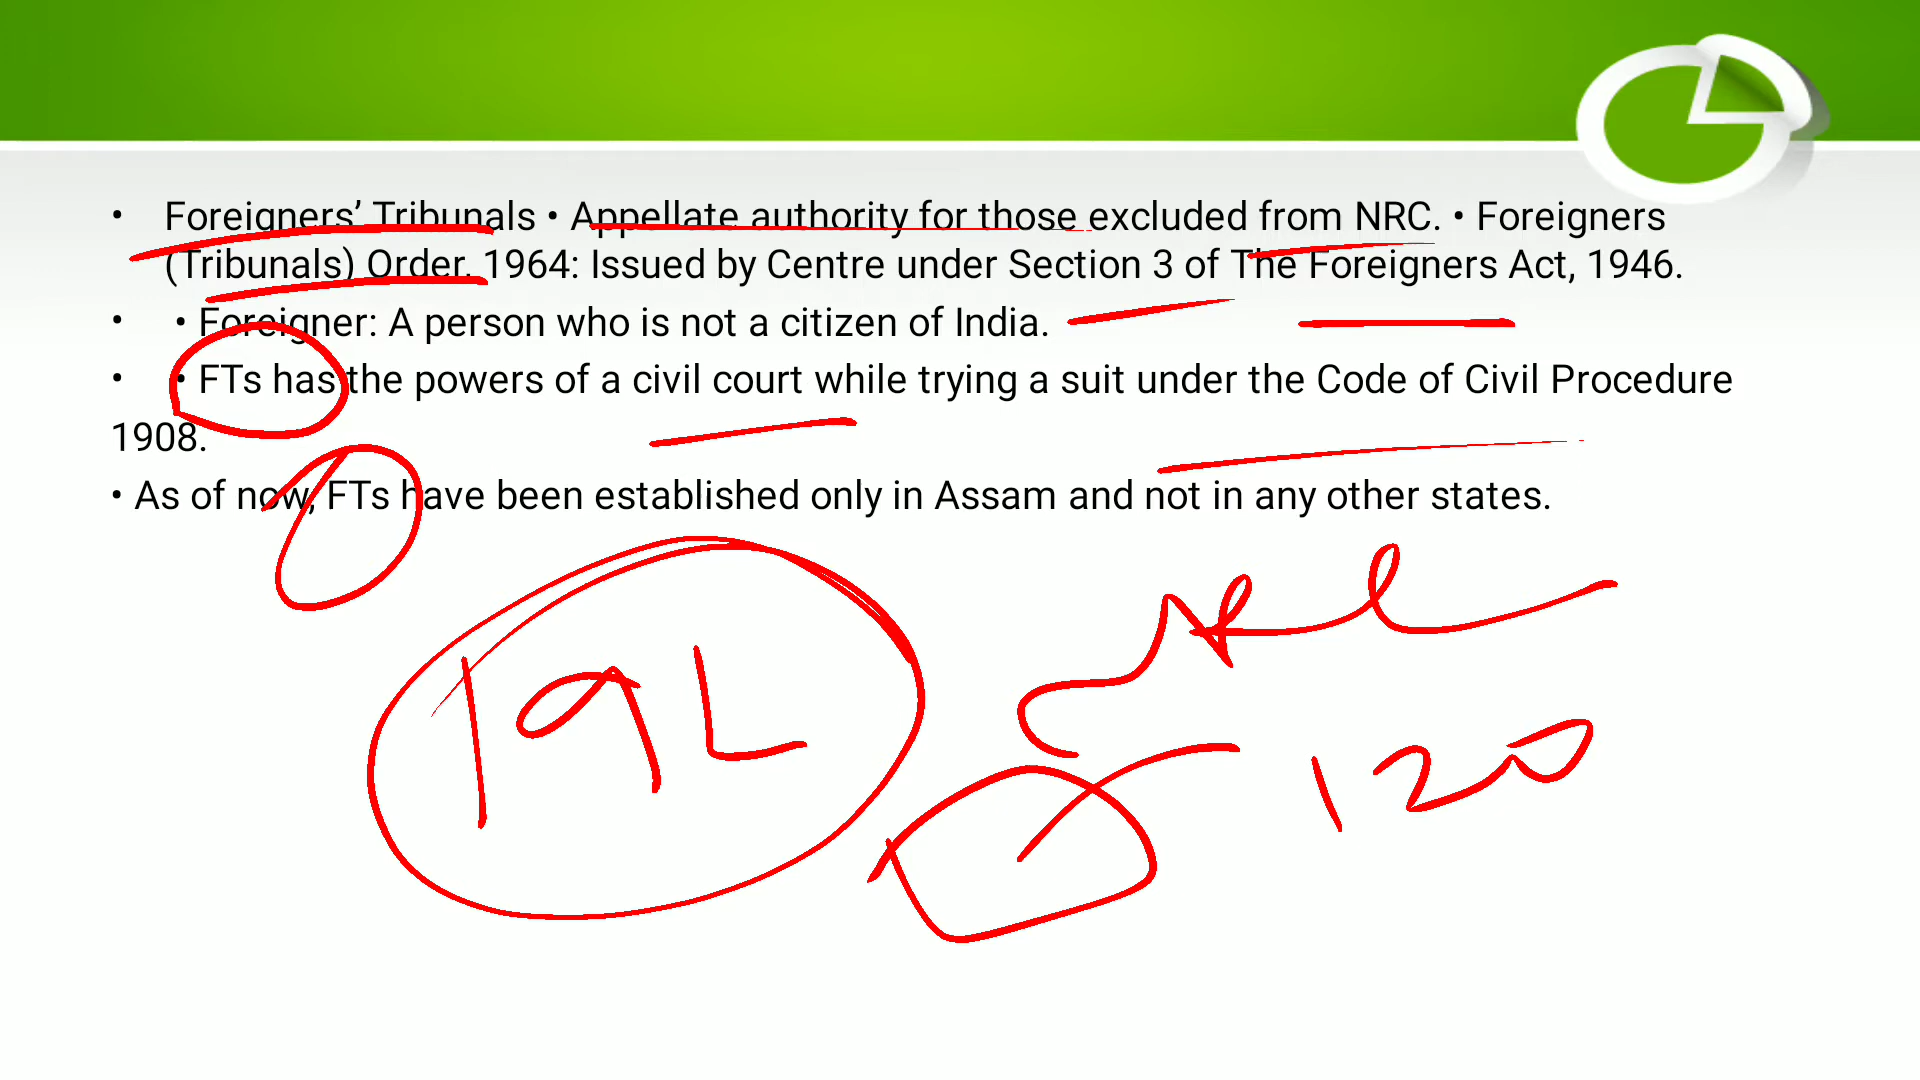 • Foreigners’ Tribunals • Appellate authority for those excluded from NRC. • Foreigners
(Tribunals) Order, 1964: Issued by Centre under Section 3 of The Foreigners Act, 1946.
• • Foreigner: A person who is not a citizen of India.
• • FTs has the powers of a civil court while trying a suit under the Code of Civil Procedure
1908.
• As of now, FTs have been established only in Assam and not in any other states.
19L
120